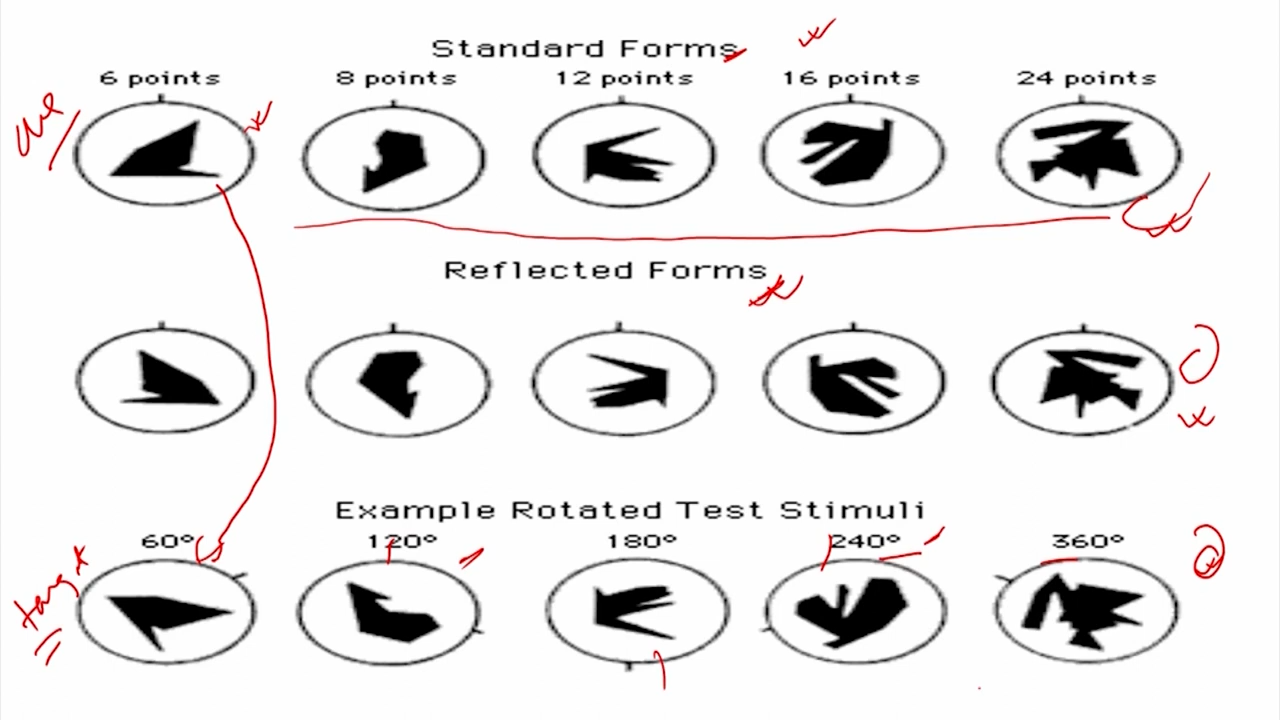 Standard Forms
6 points 8 points 12 points 16 points 24 points
Reflected Forms
Example Rotated Test Stimuli
60° 120° 180° 240° 360°